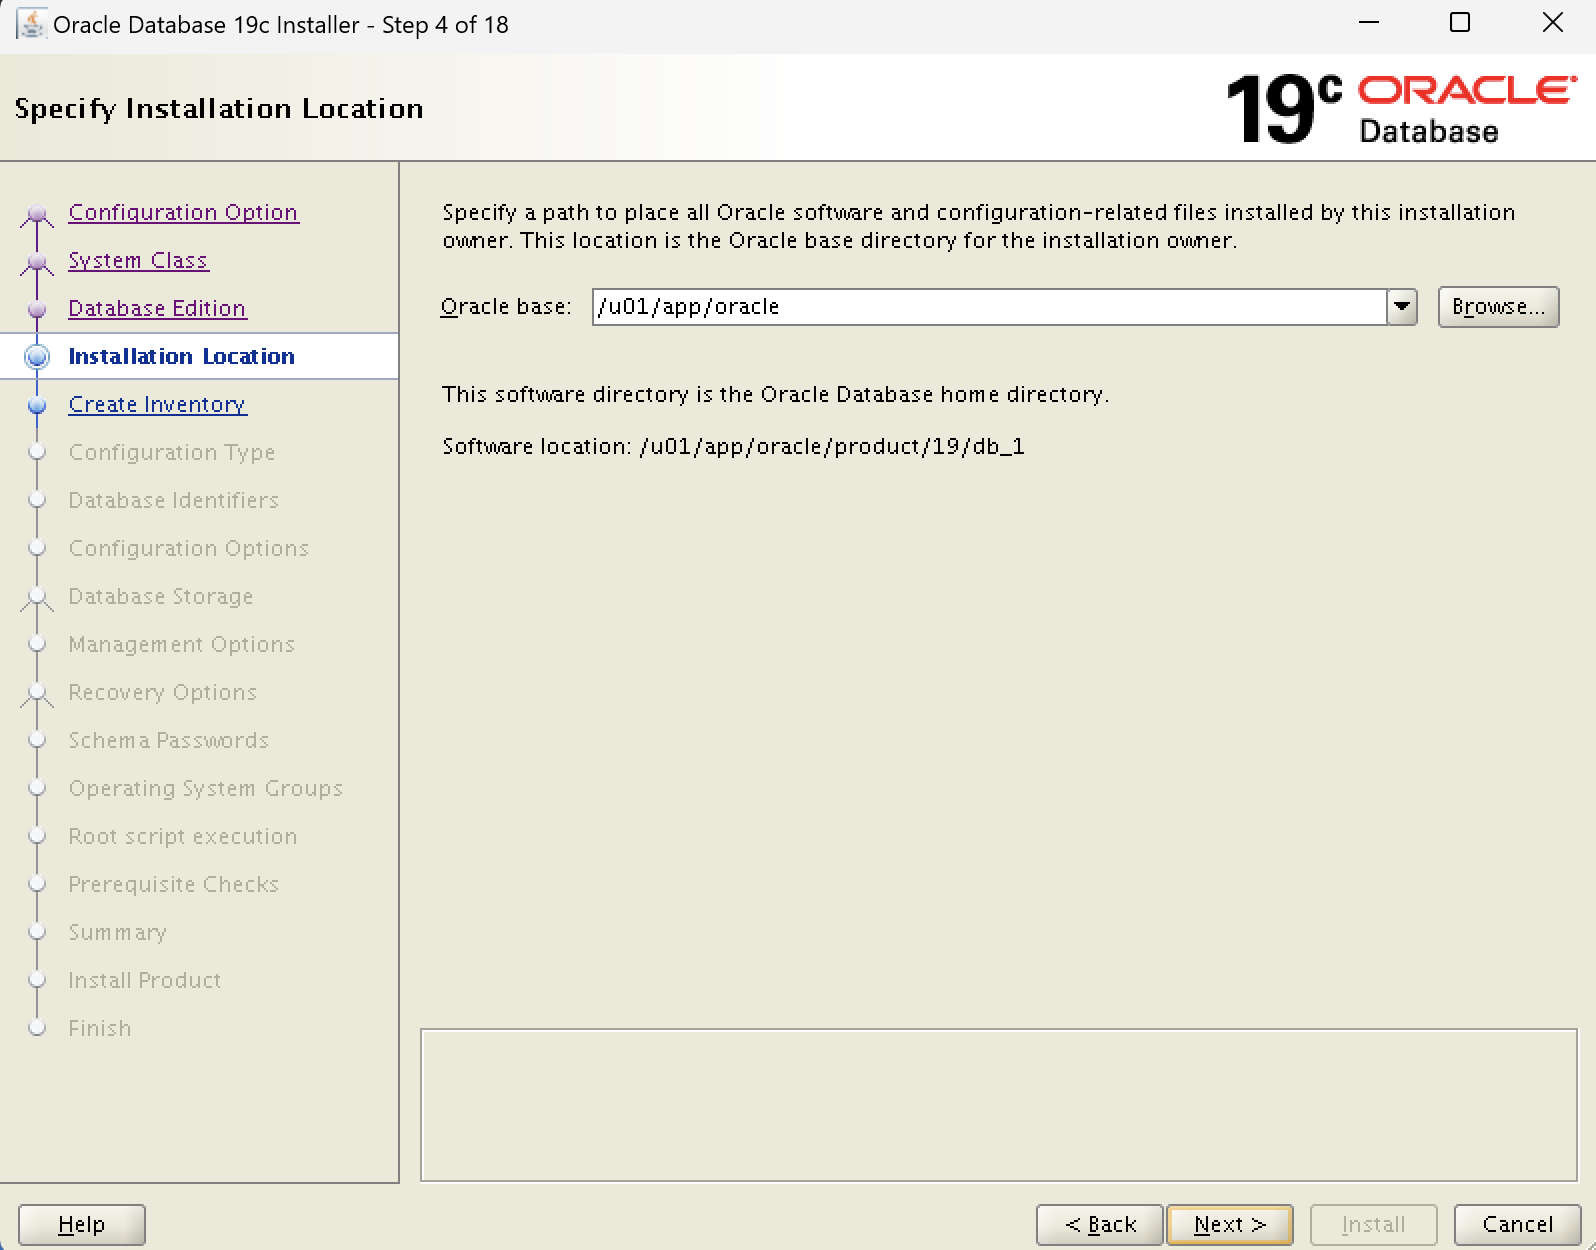 Oracle Database 19c Installer - Step 4 of 18
Specify Installation Location
19c ORACLE
Database
Configuration Option
System Class
Database Edition
Installation Location
Create Inventory
Configuration Type
Database Identifiers
Configuration Options
Database Storage
Management Options
Recovery Options
Schema Passwords
Operating System Groups
Root script execution
Prerequisite Checks
Summary
Install Product
Finish
Specify a path to place all Oracle software and configuration-related files installed by this installation
owner. This location is the Oracle base directory for the installation owner.
Oracle base: /u01/app/oracle Browse...
This software directory is the Oracle Database home directory.
Software location: /u01/app/oracle/product/19/db_1
Help < Back Next > Install Cancel